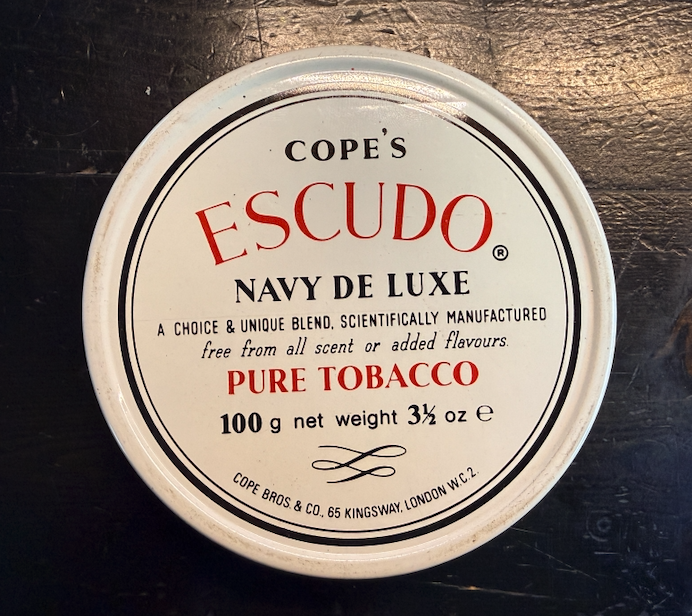 COPE'S
ESCUDO®
NAVY DE LUXE
A CHOICE & UNIQUE BLEND, SCIENTIFICALLY MANUFACTURED
free from all scent or added flavours.
PURE TOBACCO
100 g net weight 3½ oz ℮
COPE BROS. & CO., 65 KINGSWAY, LONDON W.C.2.